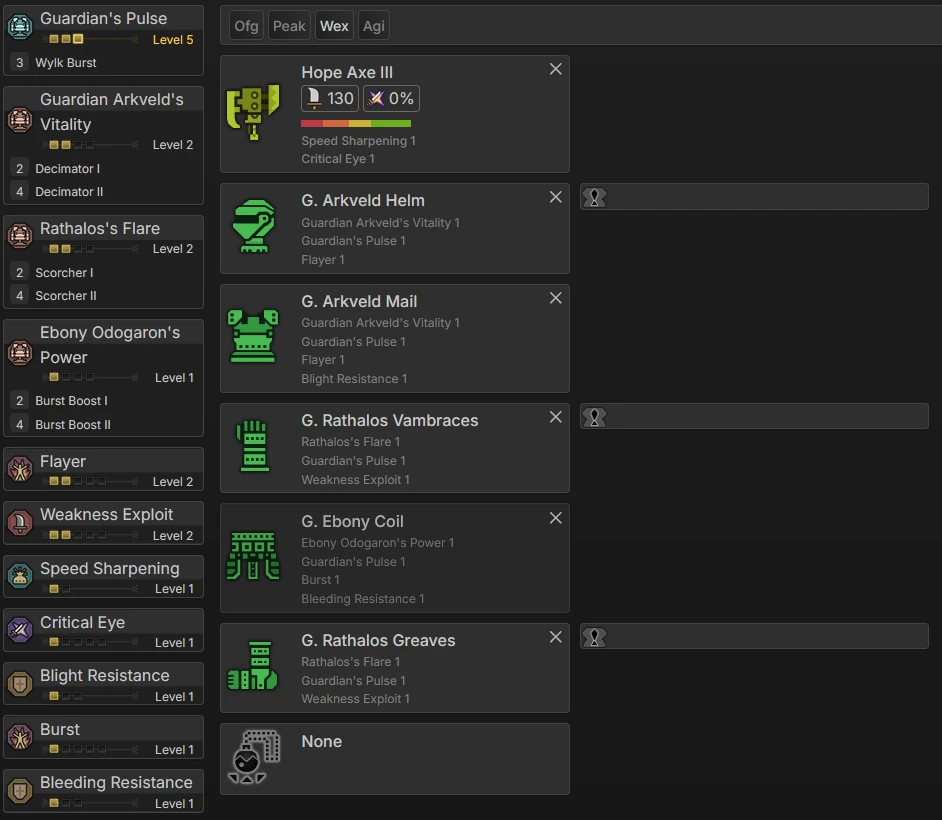 Guardian's Pulse
Level 5
3 Wylk Burst
Guardian Arkveld's
Vitality
Level 2
2 Decimator I
4 Decimator II
Rathalos's Flare
Level 2
2 Scorcher I
4 Scorcher II
Ebony Odogaron's
Power
Level 1
2 Burst Boost I
4 Burst Boost II
Flayer
Level 2
Weakness Exploit
Level 2
Speed Sharpening
Level 1
Critical Eye
Level 1
Blight Resistance
Level 1
Burst
Level 1
Bleeding Resistance
Level 1
Ofg Peak Wex Agi
Hope Axe III
130 0%
Speed Sharpening 1
Critical Eye 1
G. Arkveld Helm
Guardian Arkveld's Vitality 1
Guardian's Pulse 1
Flayer 1
G. Arkveld Mail
Guardian Arkveld's Vitality 1
Guardian's Pulse 1
Flayer 1
Blight Resistance 1
G. Rathalos Vambraces
Rathalos's Flare 1
Guardian's Pulse 1
Weakness Exploit 1
G. Ebony Coil
Ebony Odogaron's Power 1
Guardian's Pulse 1
Burst 1
Bleeding Resistance 1
G. Rathalos Greaves
Rathalos's Flare 1
Guardian's Pulse 1
Weakness Exploit 1
None